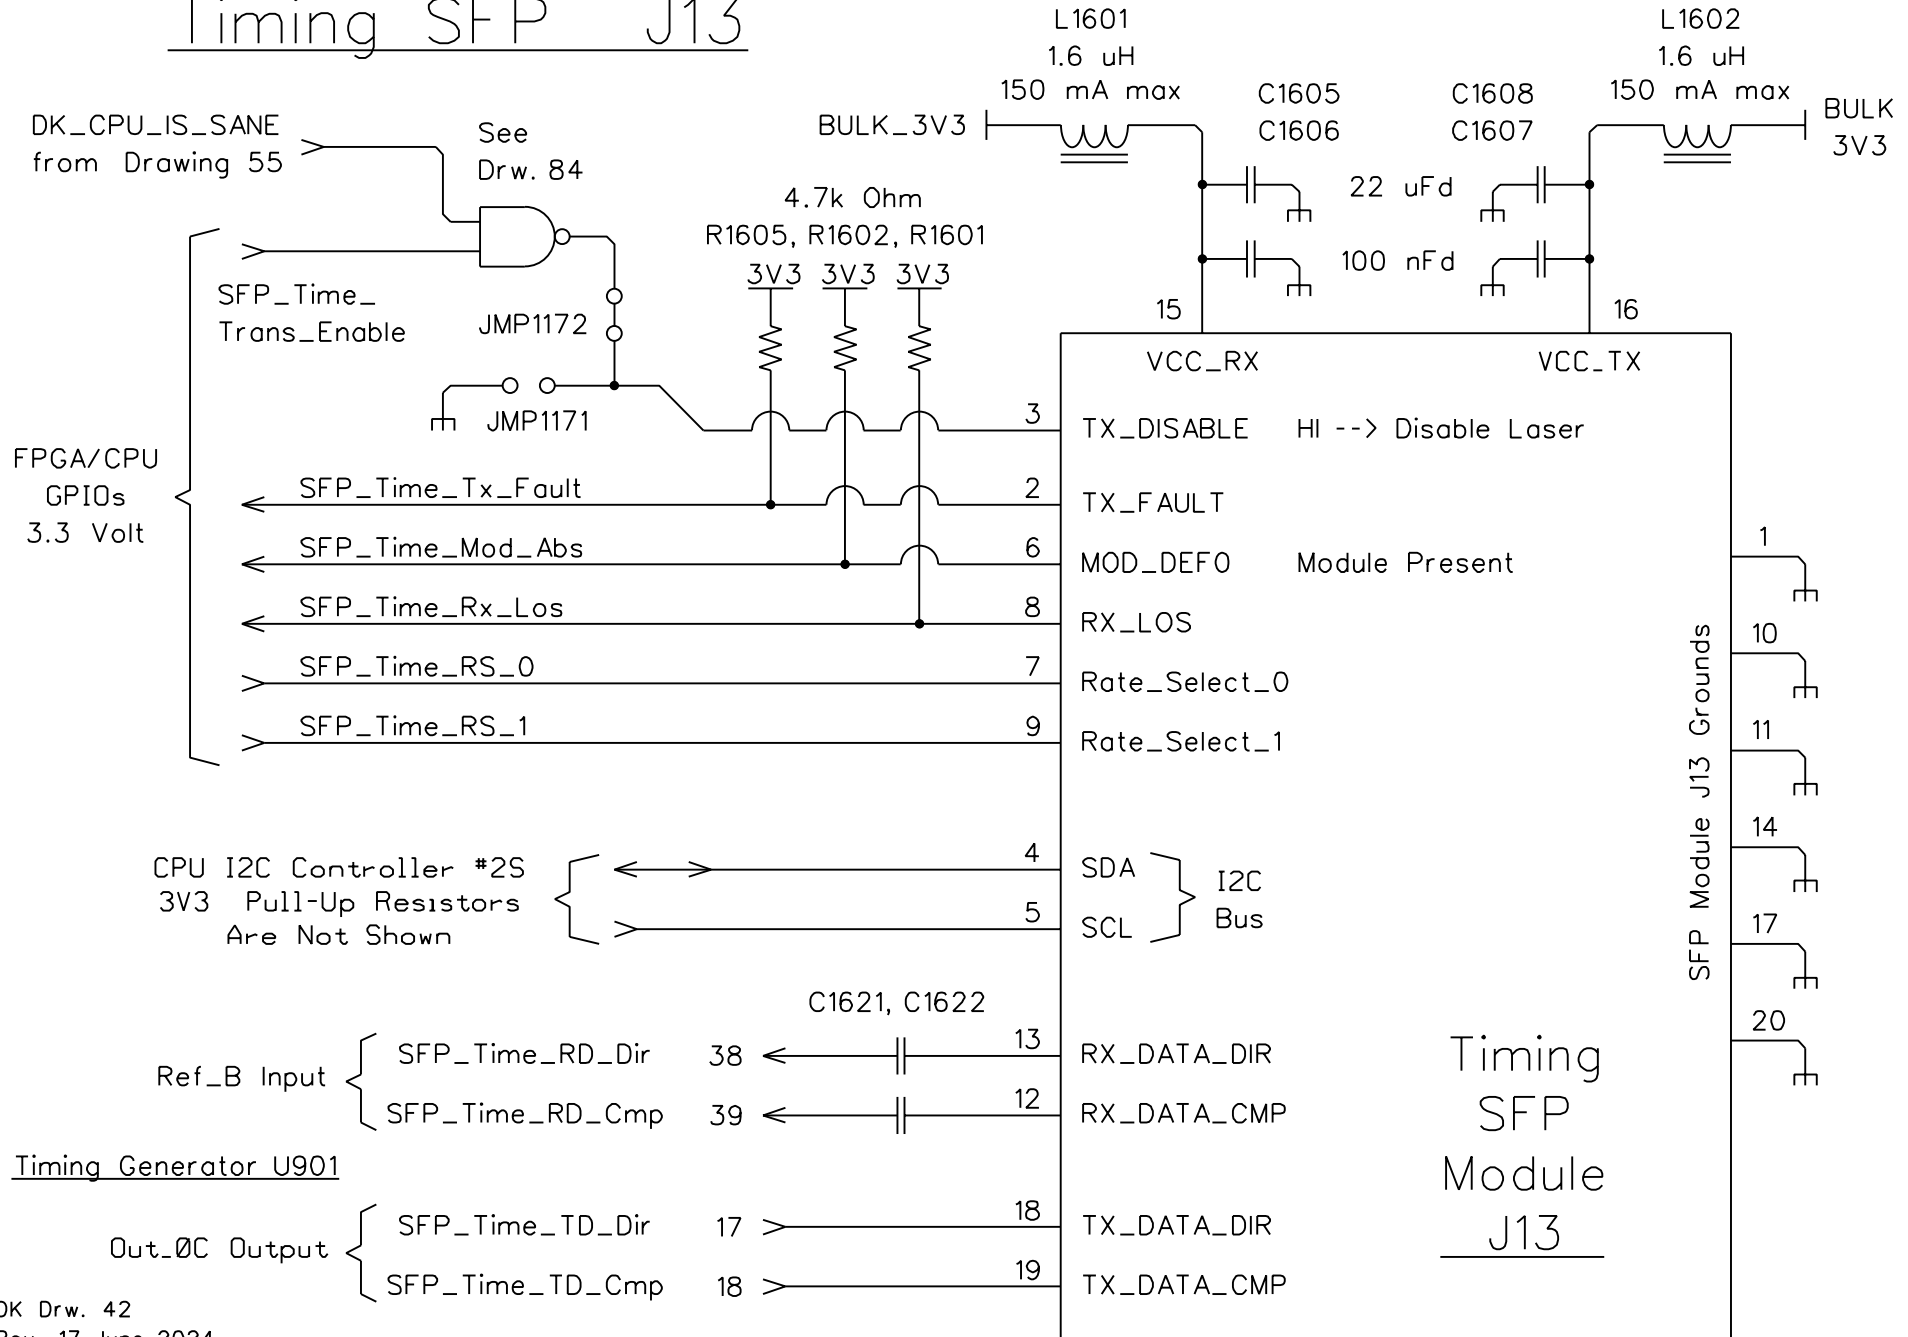 Timing SFP J13
L1601
1.6 uH
150 mA max
L1602
1.6 uH
150 mA max
C1605
C1606
C1608
C1607
BULK_3V3
BULK
3V3
DK_CPU_IS_SANE
from Drawing 55
See
Drw. 84
22 uFd
100 nFd
4.7k Ohm
R1605, R1602, R1601
3V3 3V3 3V3
SFP_Time_
Trans_Enable
JMP1172
JMP1171
15
16
VCC_RX
VCC_TX
FPGA/CPU
GPIOs
3.3 Volt
3 TX_DISABLE HI --> Disable Laser
SFP_Time_Tx_Fault 2 TX_FAULT
SFP_Time_Mod_Abs 6 MOD_DEF0 Module Present
SFP_Time_Rx_Los 8 RX_LOS
SFP_Time_RS_0 7 Rate_Select_0
SFP_Time_RS_1 9 Rate_Select_1
1
10
11
14
17
20
SFP Module J13 Grounds
CPU I2C Controller #2S
3V3 Pull-Up Resistors
Are Not Shown
4 SDA
5 SCL
I2C
Bus
C1621, C1622
Ref_B Input
SFP_Time_RD_Dir 38 13 RX_DATA_DIR
SFP_Time_RD_Cmp 39 12 RX_DATA_CMP
Timing Generator U901
Out_0C Output
SFP_Time_TD_Dir 17 18 TX_DATA_DIR
SFP_Time_TD_Cmp 18 19 TX_DATA_CMP
Timing
SFP
Module
J13
DK Drw. 42